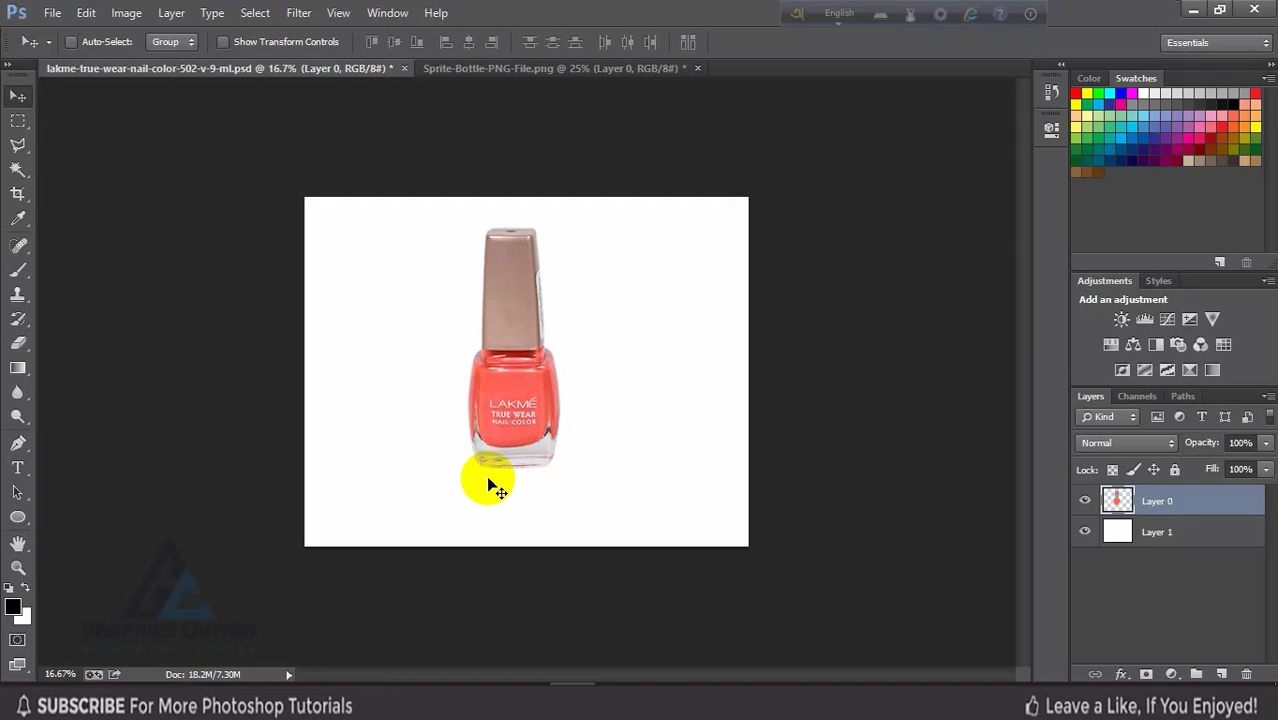 Ps File Edit Image Layer Type Select Filter View Window Help
English
Auto-Select: Group Show Transform Controls Essentials
lakme-true-wear-nail-color-502-v-9-ml.psd @ 16.7% (Layer 0, RGB/8#) * × Sprite-Bottle-PNG-File.png @ 25% (Layer 0, RGB/8#) * ×
Color Swatches
Adjustments Styles
Add an adjustment
Layers Channels Paths
Kind
Normal Opacity: 100%
Lock: Fill: 100%
Layer 0
Layer 1
LAKMÉ
TRUE WEAR
NAIL COLOR
GRAPHICS CANYON
16.67% Doc: 18.2M/7.30M
SUBSCRIBE For More Photoshop Tutorials Leave a Like, If You Enjoyed!